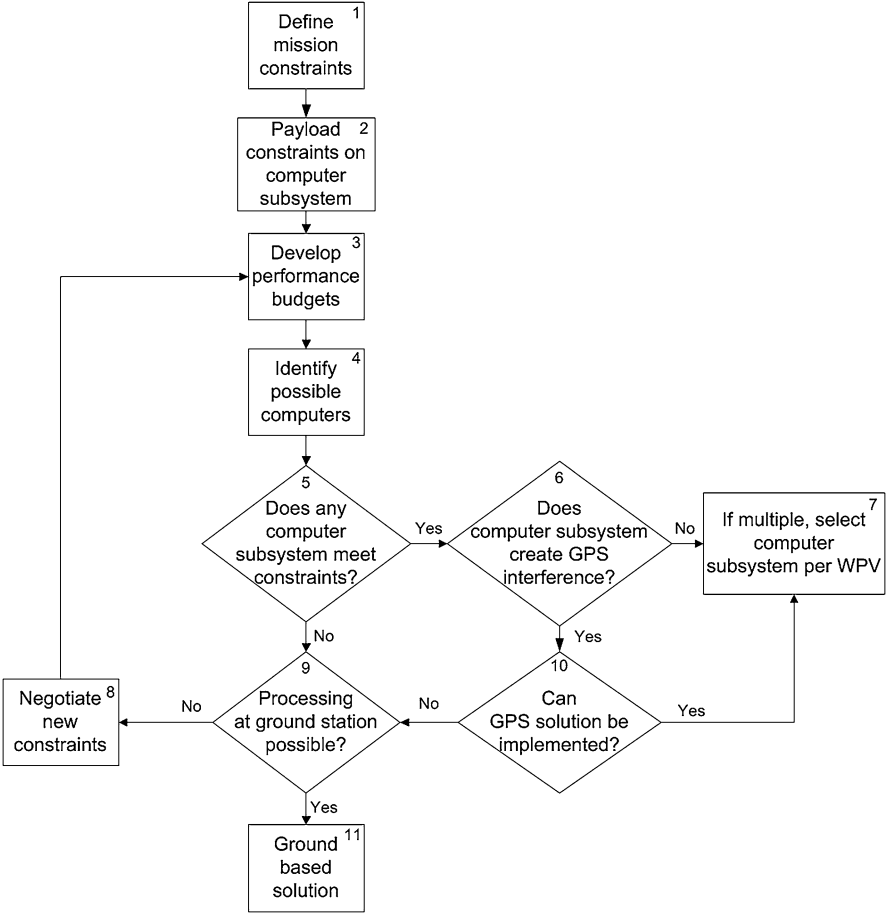 1
Define
mission
constraints
2
Payload
constraints on
computer
subsystem
3
Develop
performance
budgets
4
Identify
possible
computers
5
Does any
computer
subsystem meet
constraints?
Yes
No
6
Does
computer subsystem
create GPS
interference?
No
Yes
7
If multiple, select
computer
subsystem per WPV
8
Negotiate
new
constraints
No
9
Processing
at ground station
possible?
No
10
Can
GPS solution be
implemented?
Yes
Yes
11
Ground
based
solution